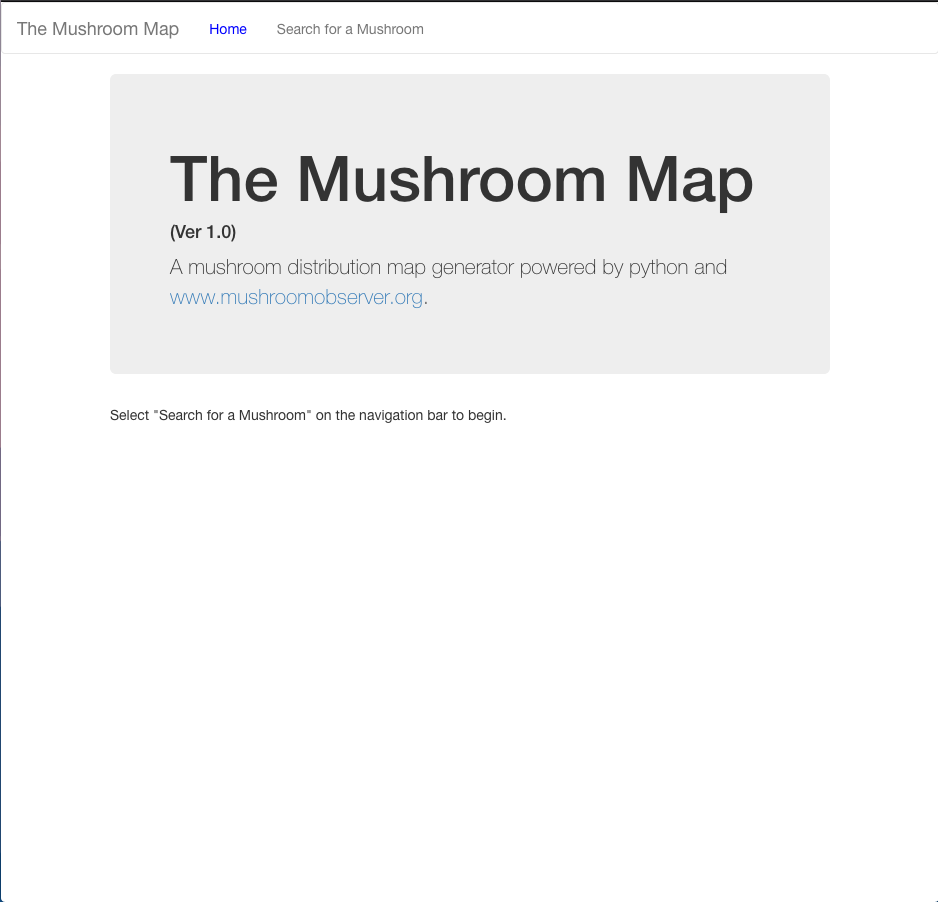 The Mushroom Map Home Search for a Mushroom
The Mushroom Map
(Ver 1.0)
A mushroom distribution map generator powered by python and
www.mushroomobserver.org.
Select "Search for a Mushroom" on the navigation bar to begin.